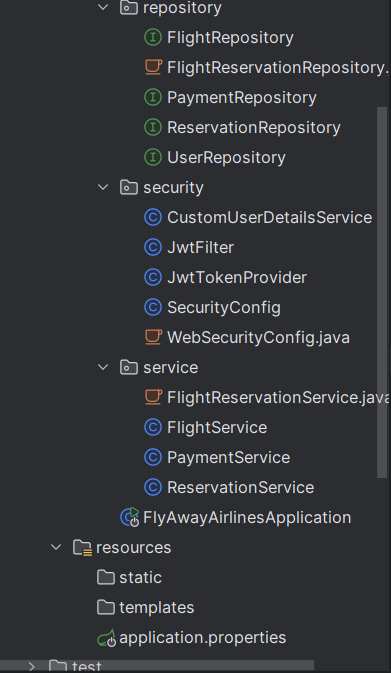 repository
FlightRepository
FlightReservationRepository.
PaymentRepository
ReservationRepository
UserRepository
security
CustomUserDetailsService
JwtFilter
JwtTokenProvider
SecurityConfig
WebSecurityConfig.java
service
FlightReservationService.java
FlightService
PaymentService
ReservationService
FlyAwayAirlinesApplication
resources
static
templates
application.properties
test